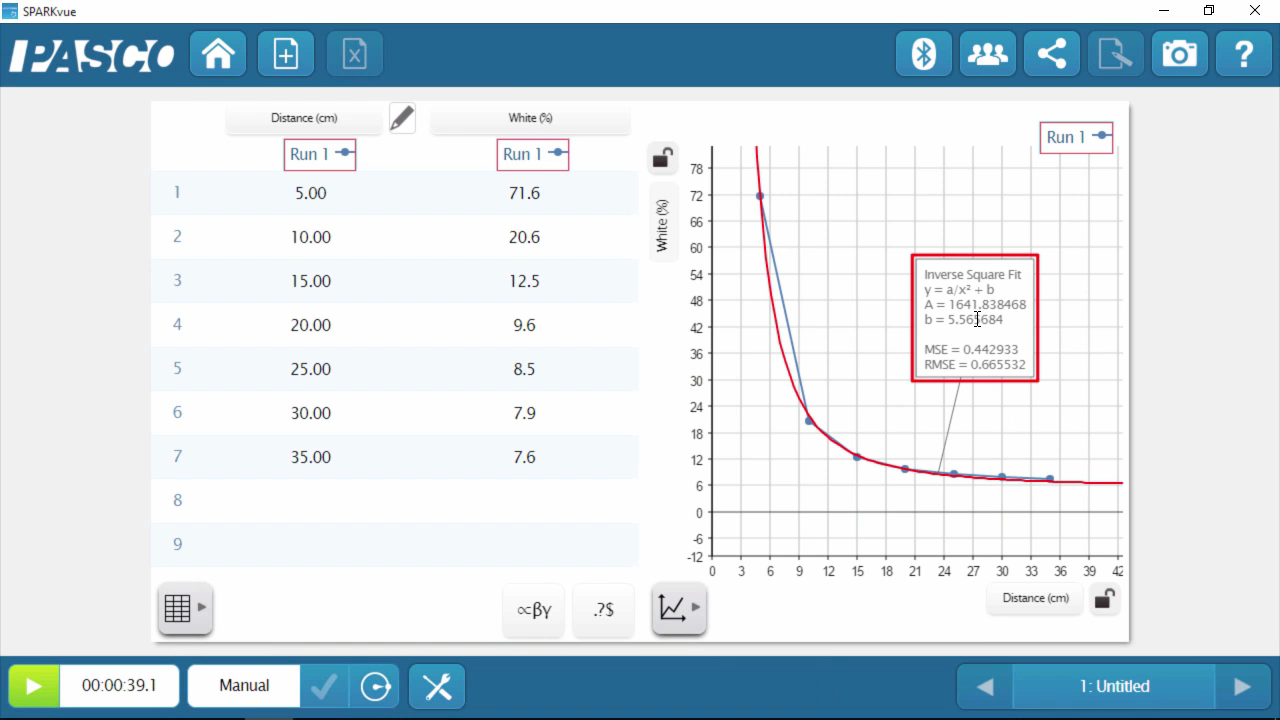 SPARKvue
PASCO
?
Distance (cm) White (%)
Run 1 Run 1
1 5.00 71.6
2 10.00 20.6
3 15.00 12.5
4 20.00 9.6
5 25.00 8.5
6 30.00 7.9
7 35.00 7.6
8
9
∝βγ .?$
Run 1
White (%)
78
72
66
60
54
48
42
36
30
24
18
12
6
0
-6
-12
0 3 6 9 12 15 18 21 24 27 30 33 36 39 42
Inverse Square Fit
y = a/x² + b
A = 1641.838468
MSE = 0.442933
RMSE = 0.665532
Distance (cm)
00:00:39.1 Manual 1: Untitled